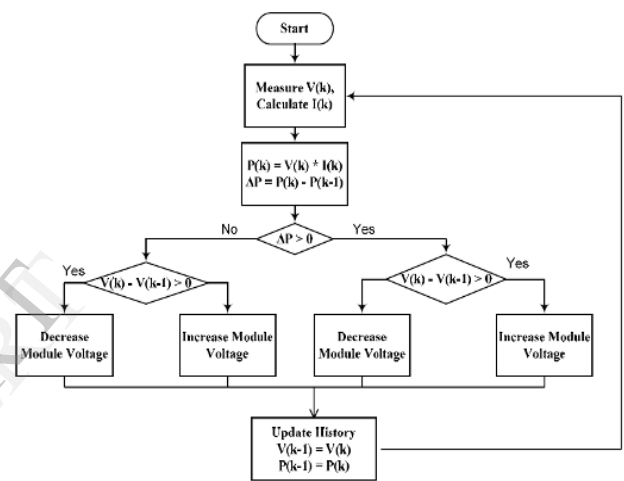 Start
Measure V(k),
Calculate I(k)
P(k) = V(k) * I(k)
ΔP = P(k) - P(k-1)
No
ΔP > 0
Yes
Yes
V(k) - V(k-1) > 0
V(k) - V(k-1) > 0
Yes
Decrease
Module Voltage
Increase Module
Voltage
Decrease
Module Voltage
Increase Module
Voltage
Update History
V(k-1) = V(k)
P(k-1) = P(k)